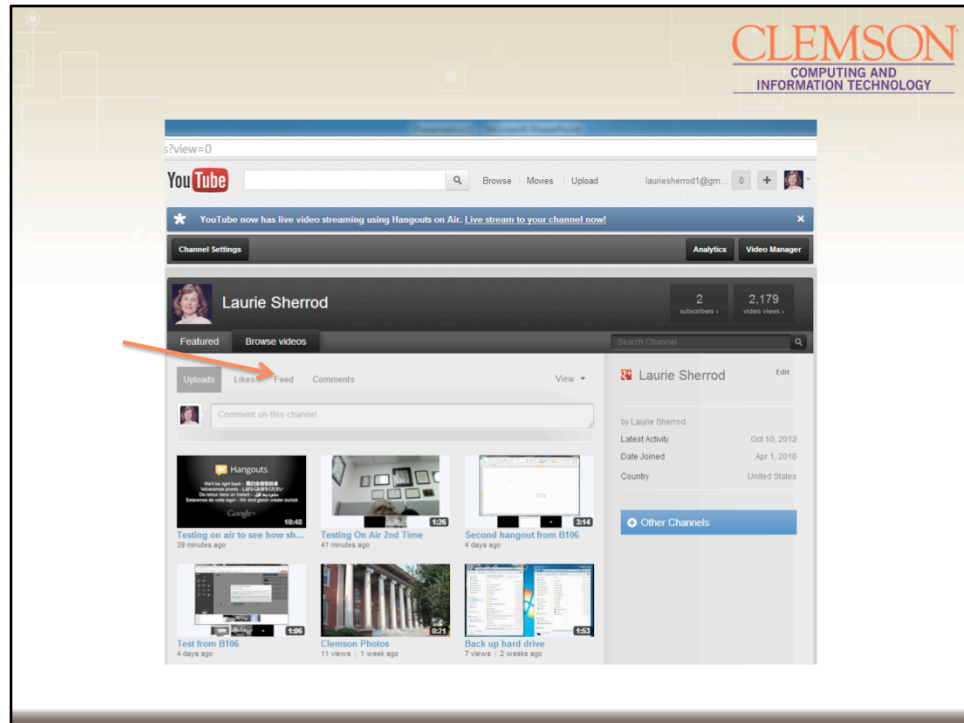 CLEMSON
COMPUTING AND
INFORMATION TECHNOLOGY
s?view=0
YouTube
Browse Movies Upload lauriesherrod1@gm... 0 +
YouTube now has live video streaming using Hangouts on Air. Live stream to your channel now! ×
Channel Settings Analytics Video Manager
Laurie Sherrod
2
subscribers ›
2,179
video views ›
Featured Browse videos Search Channel
Uploads Likes Feed Comments View
Laurie Sherrod Edit
Comment on this channel
by Laurie Sherrod
Latest Activity Oct 10, 2012
Date Joined Apr 1, 2010
Country United States
Other Channels
Hangouts
Google+
10:48
1:26
3:14
Testing on air to see how sh...
39 minutes ago
Testing On Air 2nd Time
41 minutes ago
Second hangout from B106
4 days ago
1:06
0:21
1:53
Test from B106
4 days ago
Clemson Photos
11 views | 1 week ago
Back up hard drive
7 views | 2 weeks ago